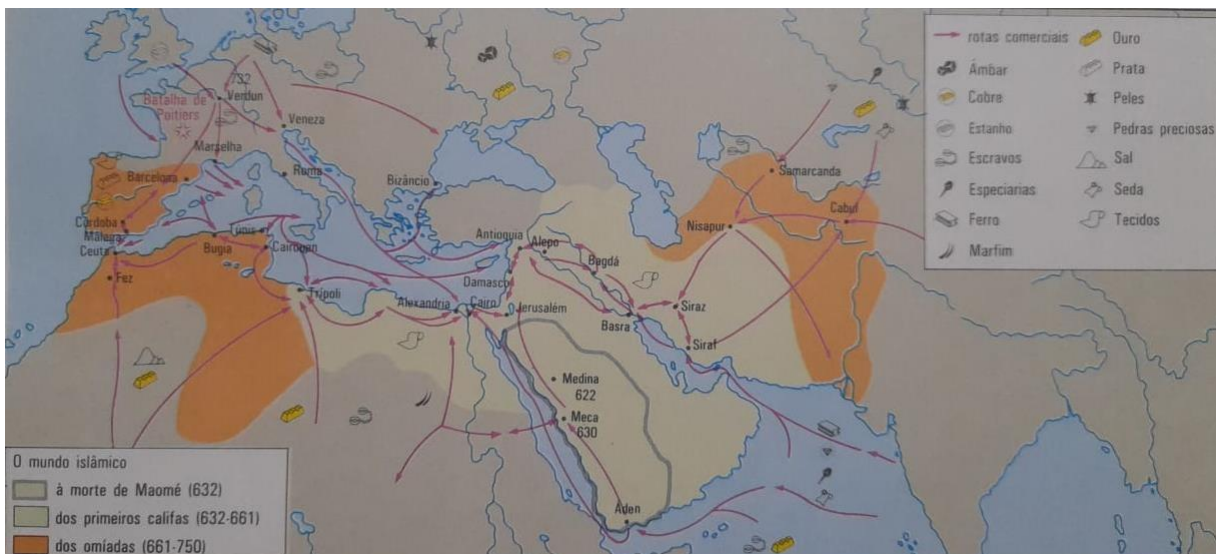 rotas comerciais
Âmbar
Cobre
Estanho
Escravos
Especiarias
Ferro
Marfim
Ouro
Prata
Peles
Pedras preciosas
Sal
Seda
Tecidos
732
Verdun
Batalha de
Poitiers
Veneza
Marselha
Barcelona
Roma
Bizâncio
Samarcanda
Cabul
Nisapur
Córdoba
Málaga
Ceuta
Fez
Bugia
Túnis
Cairouan
Trípoli
Antioquia
Alepo
Damasco
Bagdá
Alexandria
Cairo
Jerusalém
Basra
Siraz
Siraf
Medina
622
Meca
630
Aden
O mundo islâmico
à morte de Maomé (632)
dos primeiros califas (632-661)
dos omíadas (661-750)